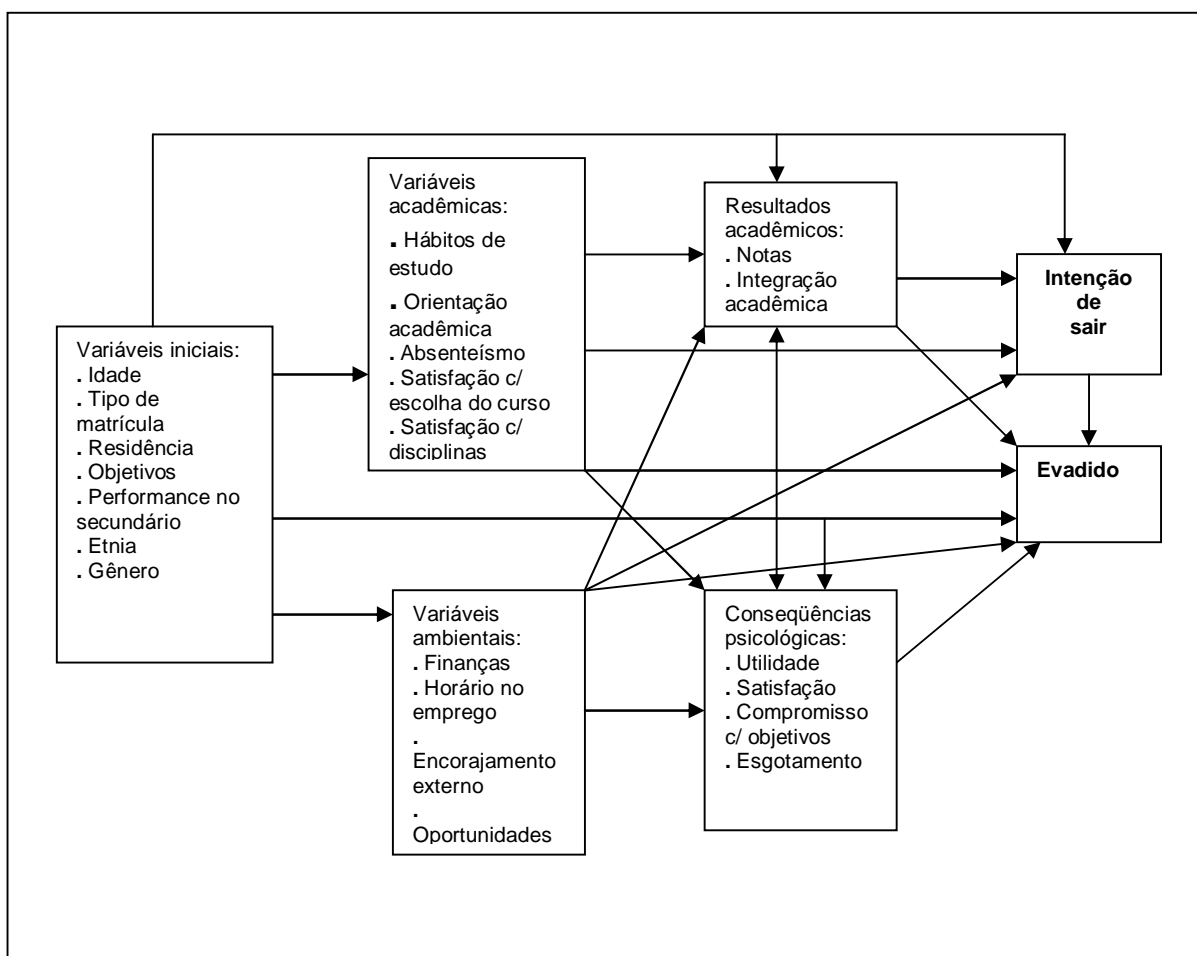 Variáveis iniciais:
. Idade
. Tipo de
matrícula
. Residência
. Objetivos
. Performance no
secundário
. Etnia
. Gênero
Variáveis
acadêmicas:
. Hábitos de
estudo
. Orientação
acadêmica
. Absenteísmo
. Satisfação c/
escolha do curso
. Satisfação c/
disciplinas
Variáveis
ambientais:
. Finanças
. Horário no
emprego
.
Encorajamento
externo
.
Oportunidades
Resultados
acadêmicos:
. Notas
. Integração
acadêmica
Conseqüências
psicológicas:
. Utilidade
. Satisfação
. Compromisso
c/ objetivos
. Esgotamento
Intenção
de
sair
Evadido